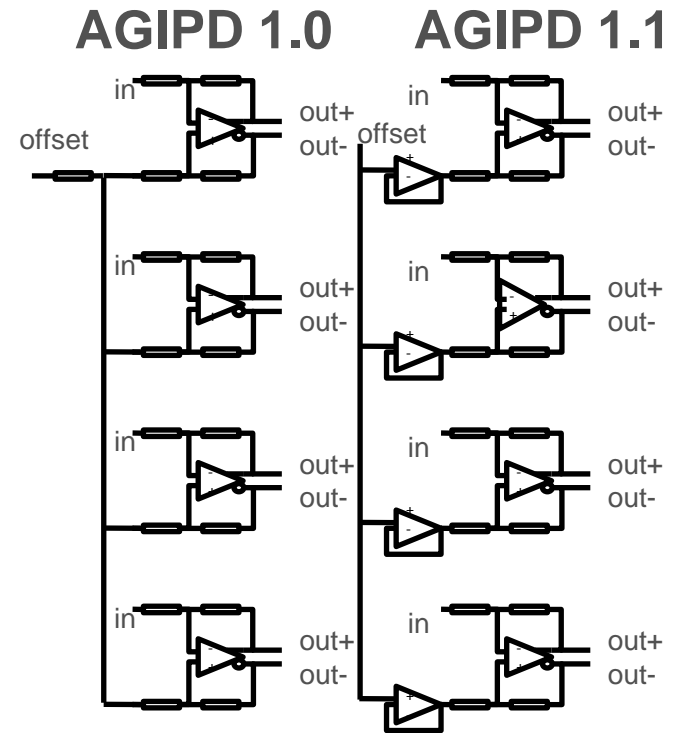 AGIPD 1.0
AGIPD 1.1
offset
in
-
+
out+
out-
in
-
+
out+
out-
in
-
+
out+
out-
in
-
+
out+
out-
offset
+
-
in
-
+
out+
out-
+
-
in
-
+
out+
out-
+
-
in
-
+
out+
out-
+
-
in
-
+
out+
out-